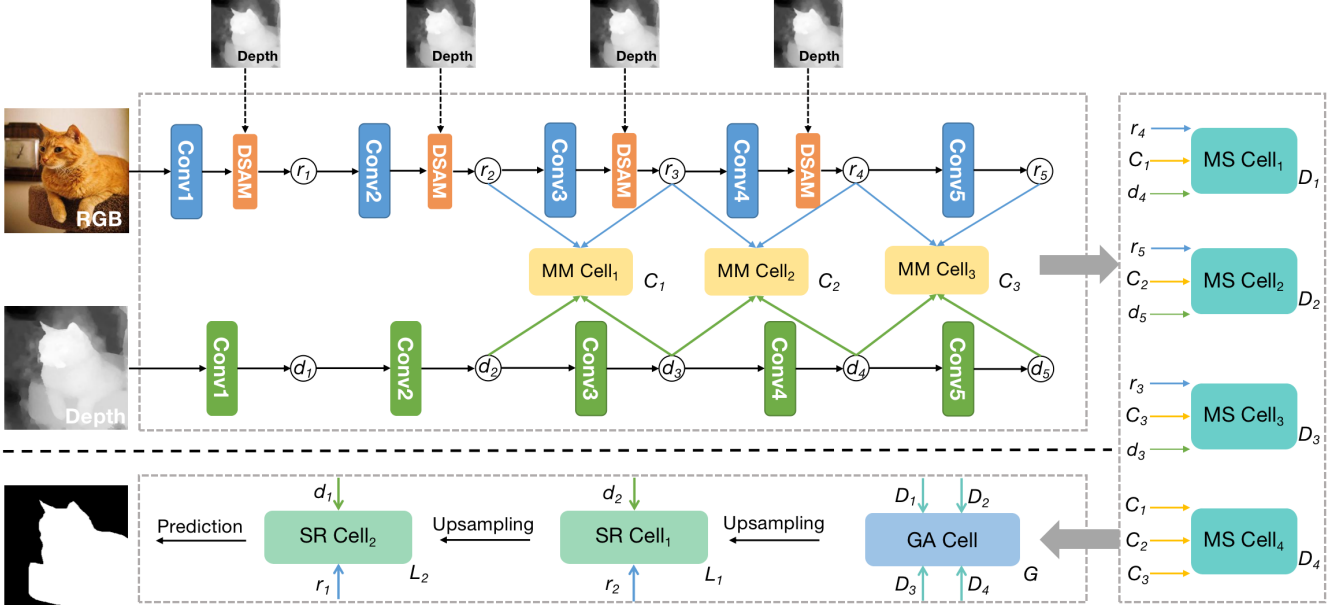 Depth
Depth
Depth
Depth
RGB
Conv1
DSAM
r1
Conv2
DSAM
r2
Conv3
DSAM
r3
Conv4
DSAM
r4
Conv5
r5
MM Cell1
C1
MM Cell2
C2
MM Cell3
C3
Depth
Conv1
d1
Conv2
d2
Conv3
d3
Conv4
d4
Conv5
d5
r4
C1
d4
MS Cell1
D1
r5
C2
d5
MS Cell2
D2
r3
C3
d3
MS Cell3
D3
C1
C2
C3
MS Cell4
D4
Prediction
d1
SR Cell2
r1
L2
Upsampling
d2
SR Cell1
r2
L1
Upsampling
D1
D2
GA Cell
D3
D4
G